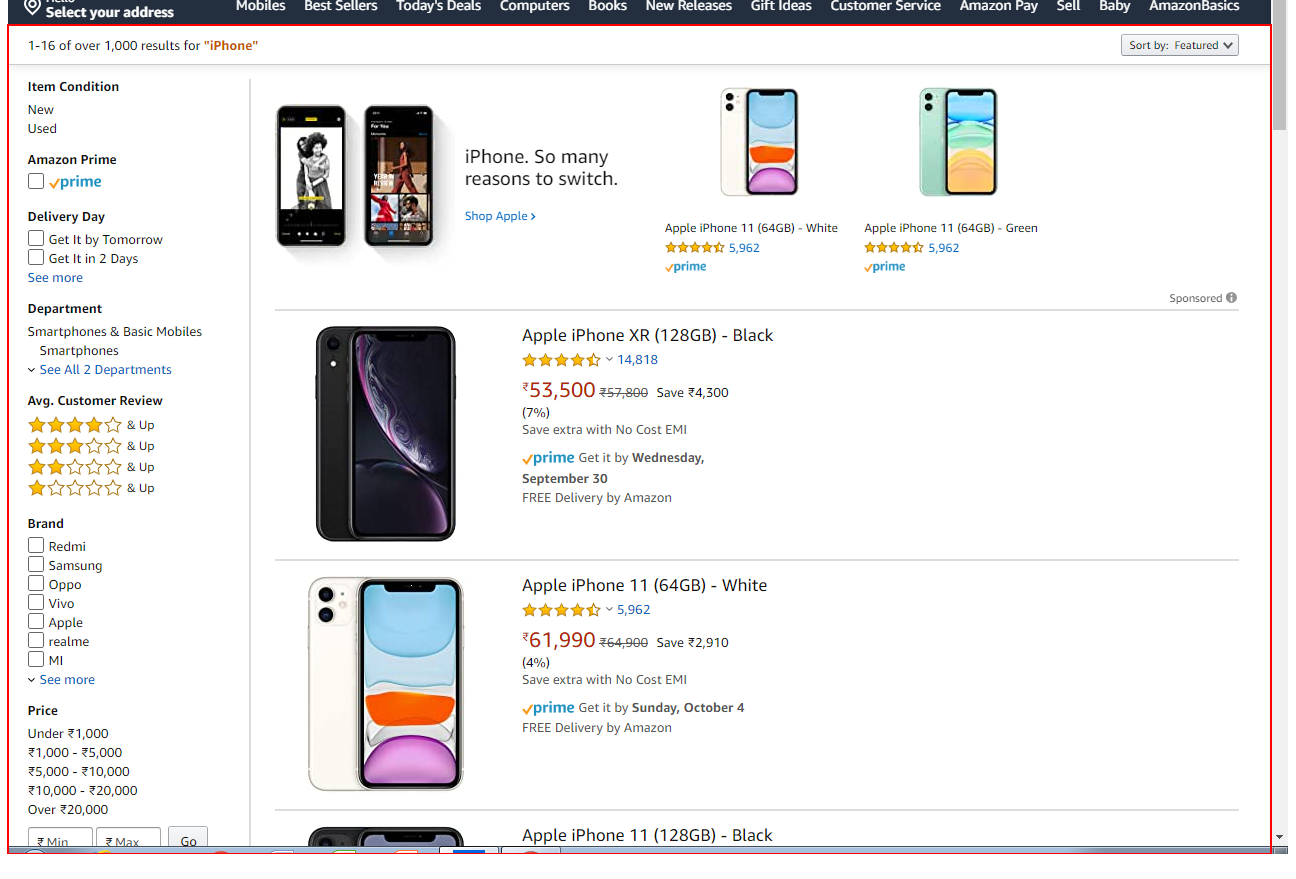 Hello
Select your address
Mobiles Best Sellers Today's Deals Computers Books New Releases Gift Ideas Customer Service Amazon Pay Sell Baby AmazonBasics
1-16 of over 1,000 results for "iPhone"
Sort by: Featured
Item Condition
New
Used
Amazon Prime
prime
Delivery Day
Get It by Tomorrow
Get It in 2 Days
See more
Department
Smartphones & Basic Mobiles
Smartphones
See All 2 Departments
Avg. Customer Review
& Up
& Up
& Up
& Up
Brand
Redmi
Samsung
Oppo
Vivo
Apple
realme
MI
See more
Price
Under ₹1,000
₹1,000 - ₹5,000
₹5,000 - ₹10,000
₹10,000 - ₹20,000
Over ₹20,000
₹ Min ₹ Max Go
For You
iPhone. So many
reasons to switch.
Shop Apple ›
Apple iPhone 11 (64GB) - White
5,962
prime
Apple iPhone 11 (64GB) - Green
5,962
prime
Sponsored
Apple iPhone XR (128GB) - Black
14,818
₹53,500 ₹57,800 Save ₹4,300
(7%)
Save extra with No Cost EMI
prime Get it by Wednesday,
September 30
FREE Delivery by Amazon
Apple iPhone 11 (64GB) - White
5,962
₹61,990 ₹64,900 Save ₹2,910
(4%)
Save extra with No Cost EMI
prime Get it by Sunday, October 4
FREE Delivery by Amazon
Apple iPhone 11 (128GB) - Black